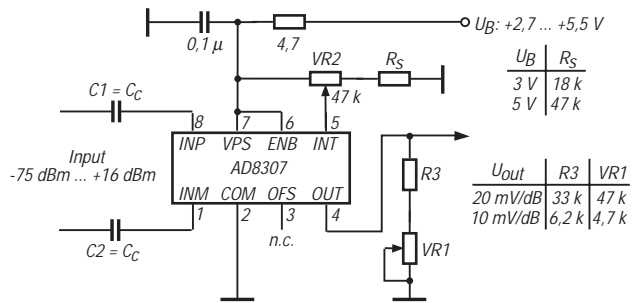 0,1 µ
4,7
U_B: +2,7 ... +5,5 V
VR2
R_S
47 k
U_B R_S
3 V 18 k
5 V 47 k
C1 = C_C
8 7 6 5
INP VPS ENB INT
Input
-75 dBm ... +16 dBm
AD8307
INM COM OFS OUT
1 2 3 4
n.c.
C2 = C_C
R3
VR1
U_out R3 VR1
20 mV/dB 33 k 47 k
10 mV/dB 6,2 k 4,7 k